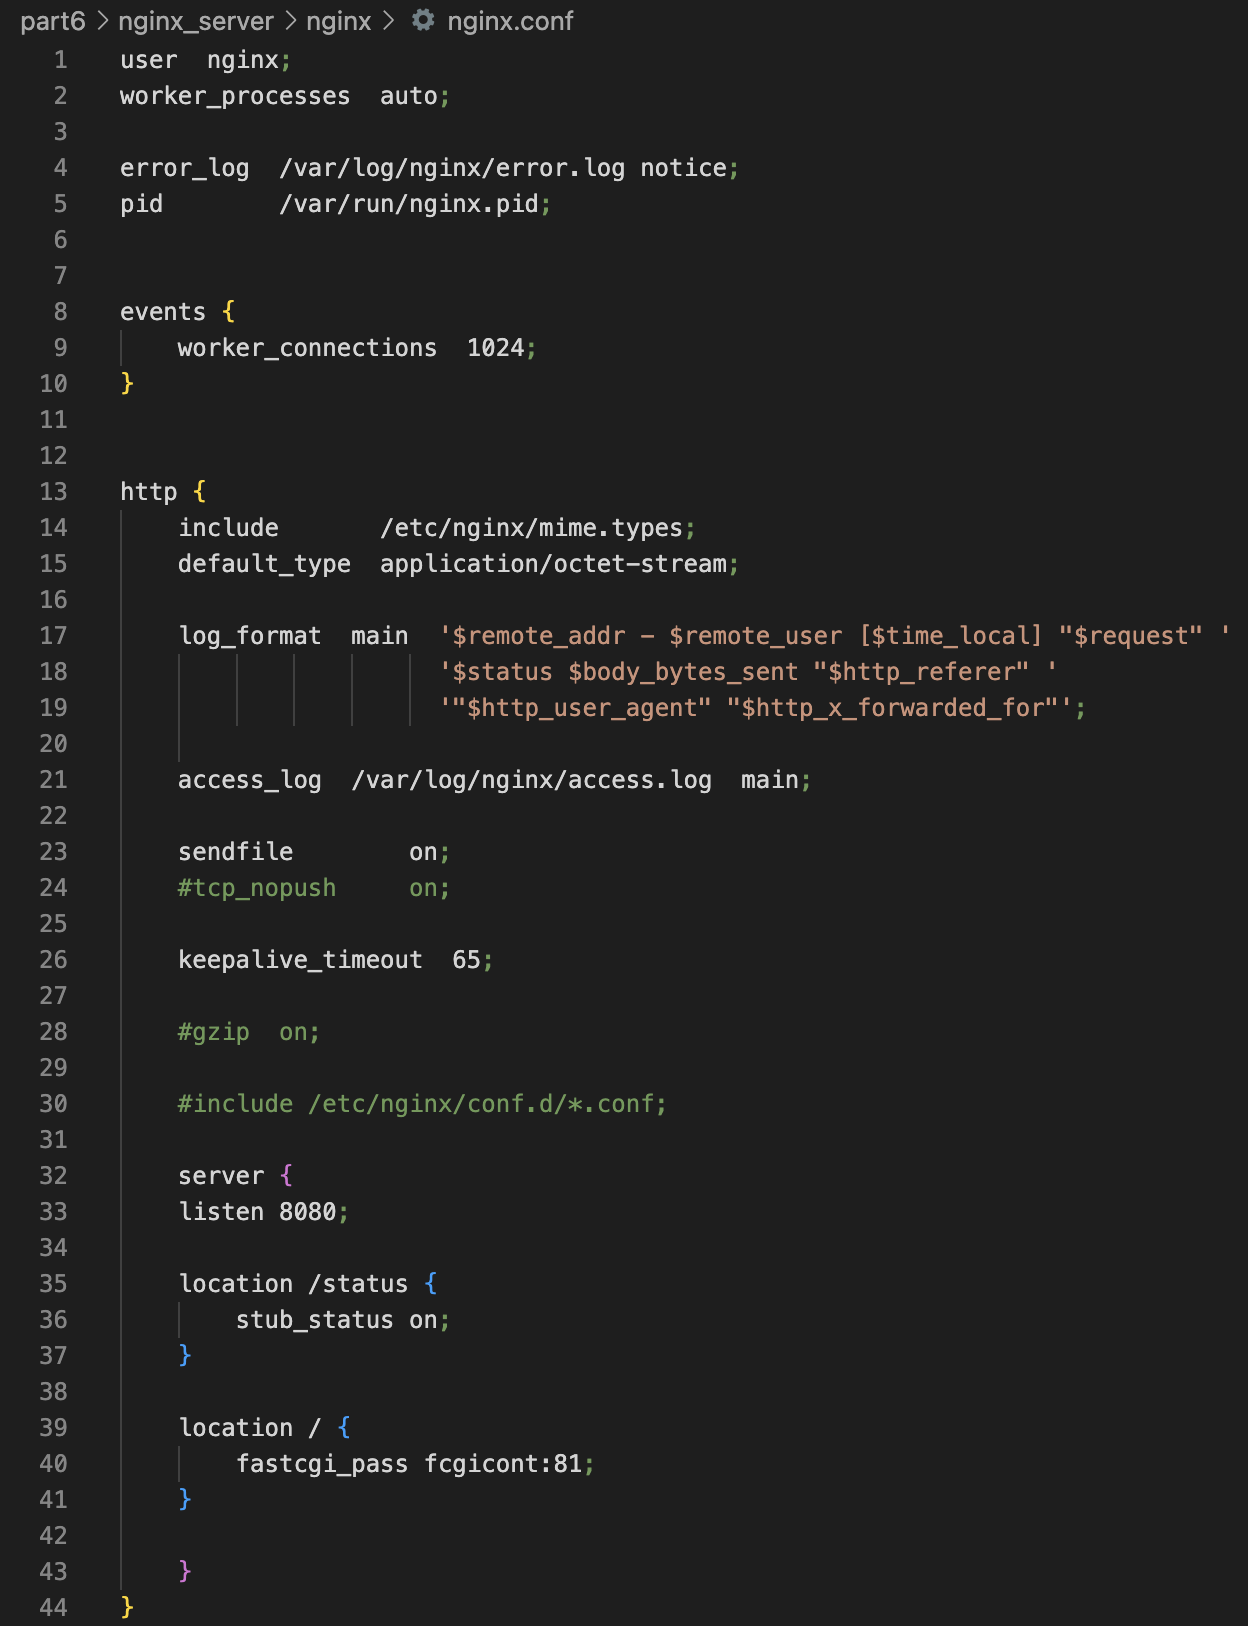 part6 > nginx_server > nginx > nginx.conf
1 user  nginx;
2 worker_processes  auto;
3
4 error_log  /var/log/nginx/error.log notice;
5 pid        /var/run/nginx.pid;
6
7
8 events {
9     worker_connections  1024;
10 }
11
12
13 http {
14     include       /etc/nginx/mime.types;
15     default_type  application/octet-stream;
16
17     log_format  main  '$remote_addr - $remote_user [$time_local] "$request" '
18                       '$status $body_bytes_sent "$http_referer" '
19                       '"$http_user_agent" "$http_x_forwarded_for"';
20
21     access_log  /var/log/nginx/access.log  main;
22
23     sendfile        on;
24     #tcp_nopush     on;
25
26     keepalive_timeout  65;
27
28     #gzip  on;
29
30     #include /etc/nginx/conf.d/*.conf;
31
32     server {
33     listen 8080;
34
35     location /status {
36         stub_status on;
37     }
38
39     location / {
40         fastcgi_pass fcgicont:81;
41     }
42
43     }
44 }